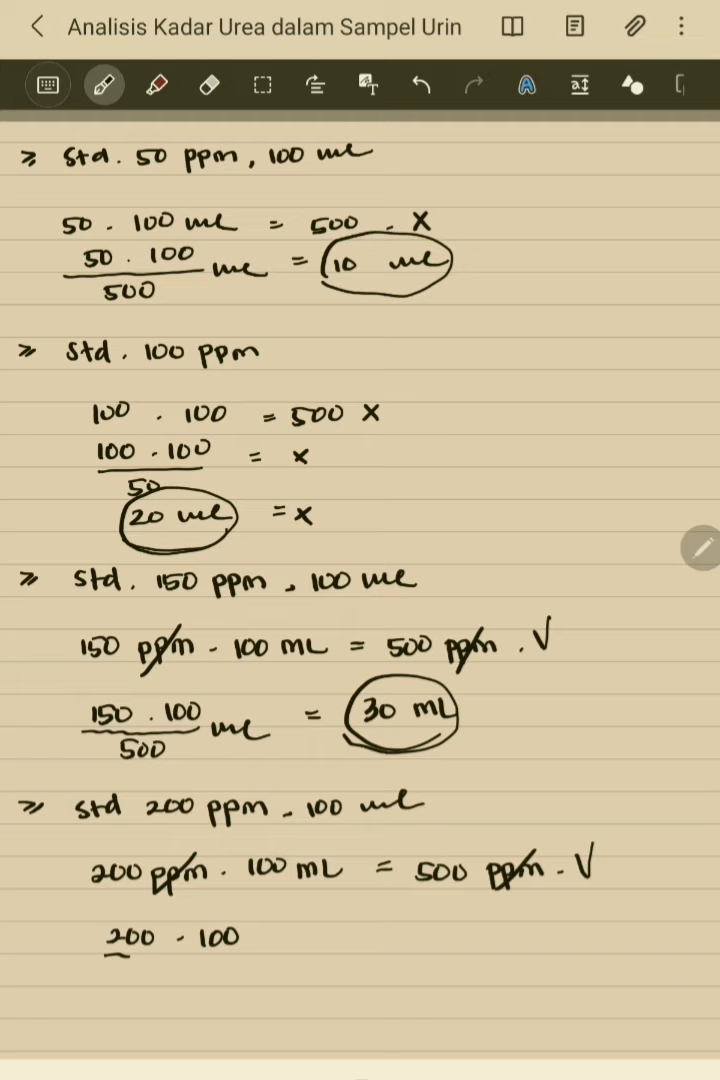 Analisis Kadar Urea dalam Sampel Urin
> Std. 50 ppm, 100 mL
50 . 100 mL = 500 . X
50 . 100 mL = 10 mL
500
> Std. 100 ppm
100 . 100 = 500 X
100 . 100 = x
50
20 mL = x
> Std. 150 ppm - 100 mL
150 ppm - 100 mL = 500 ppm . V
150 . 100 mL = 30 mL
500
> Std 200 ppm - 100 mL
200 ppm . 100 mL = 500 ppm - V
200 - 100